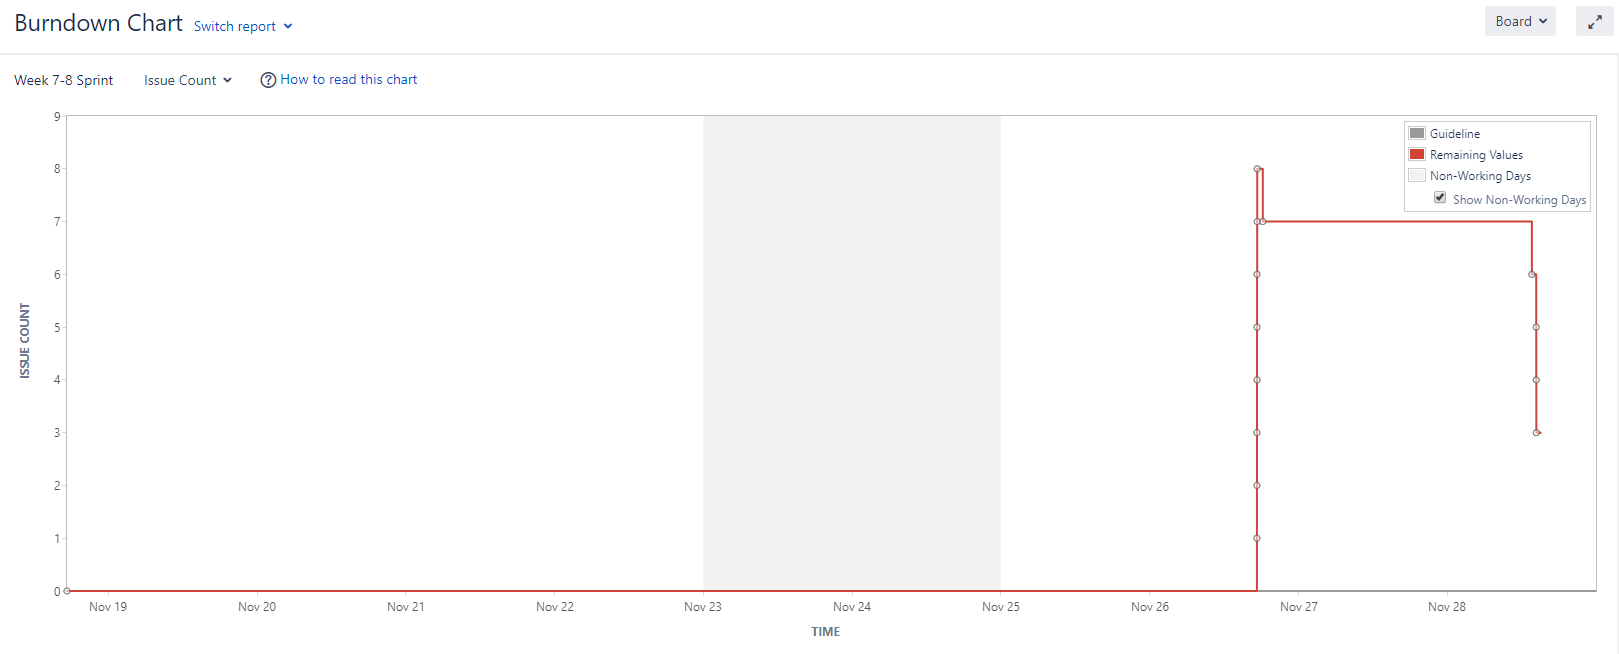 Burndown Chart Switch report
Board
Week 7-8 Sprint Issue Count How to read this chart
9
8
7
6
5
4
3
2
1
0
ISSUE COUNT
Guideline
Remaining Values
Non-Working Days
Show Non-Working Days
Nov 19 Nov 20 Nov 21 Nov 22 Nov 23 Nov 24 Nov 25 Nov 26 Nov 27 Nov 28
TIME